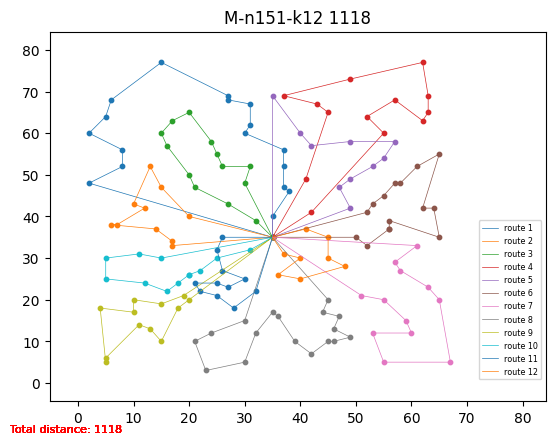 M-n151-k12 1118
80
70
60
50
40
30
20
10
0
0 10 20 30 40 50 60 70 80
route 1
route 2
route 3
route 4
route 5
route 6
route 7
route 8
route 9
route 10
route 11
route 12
Total distance: 1118